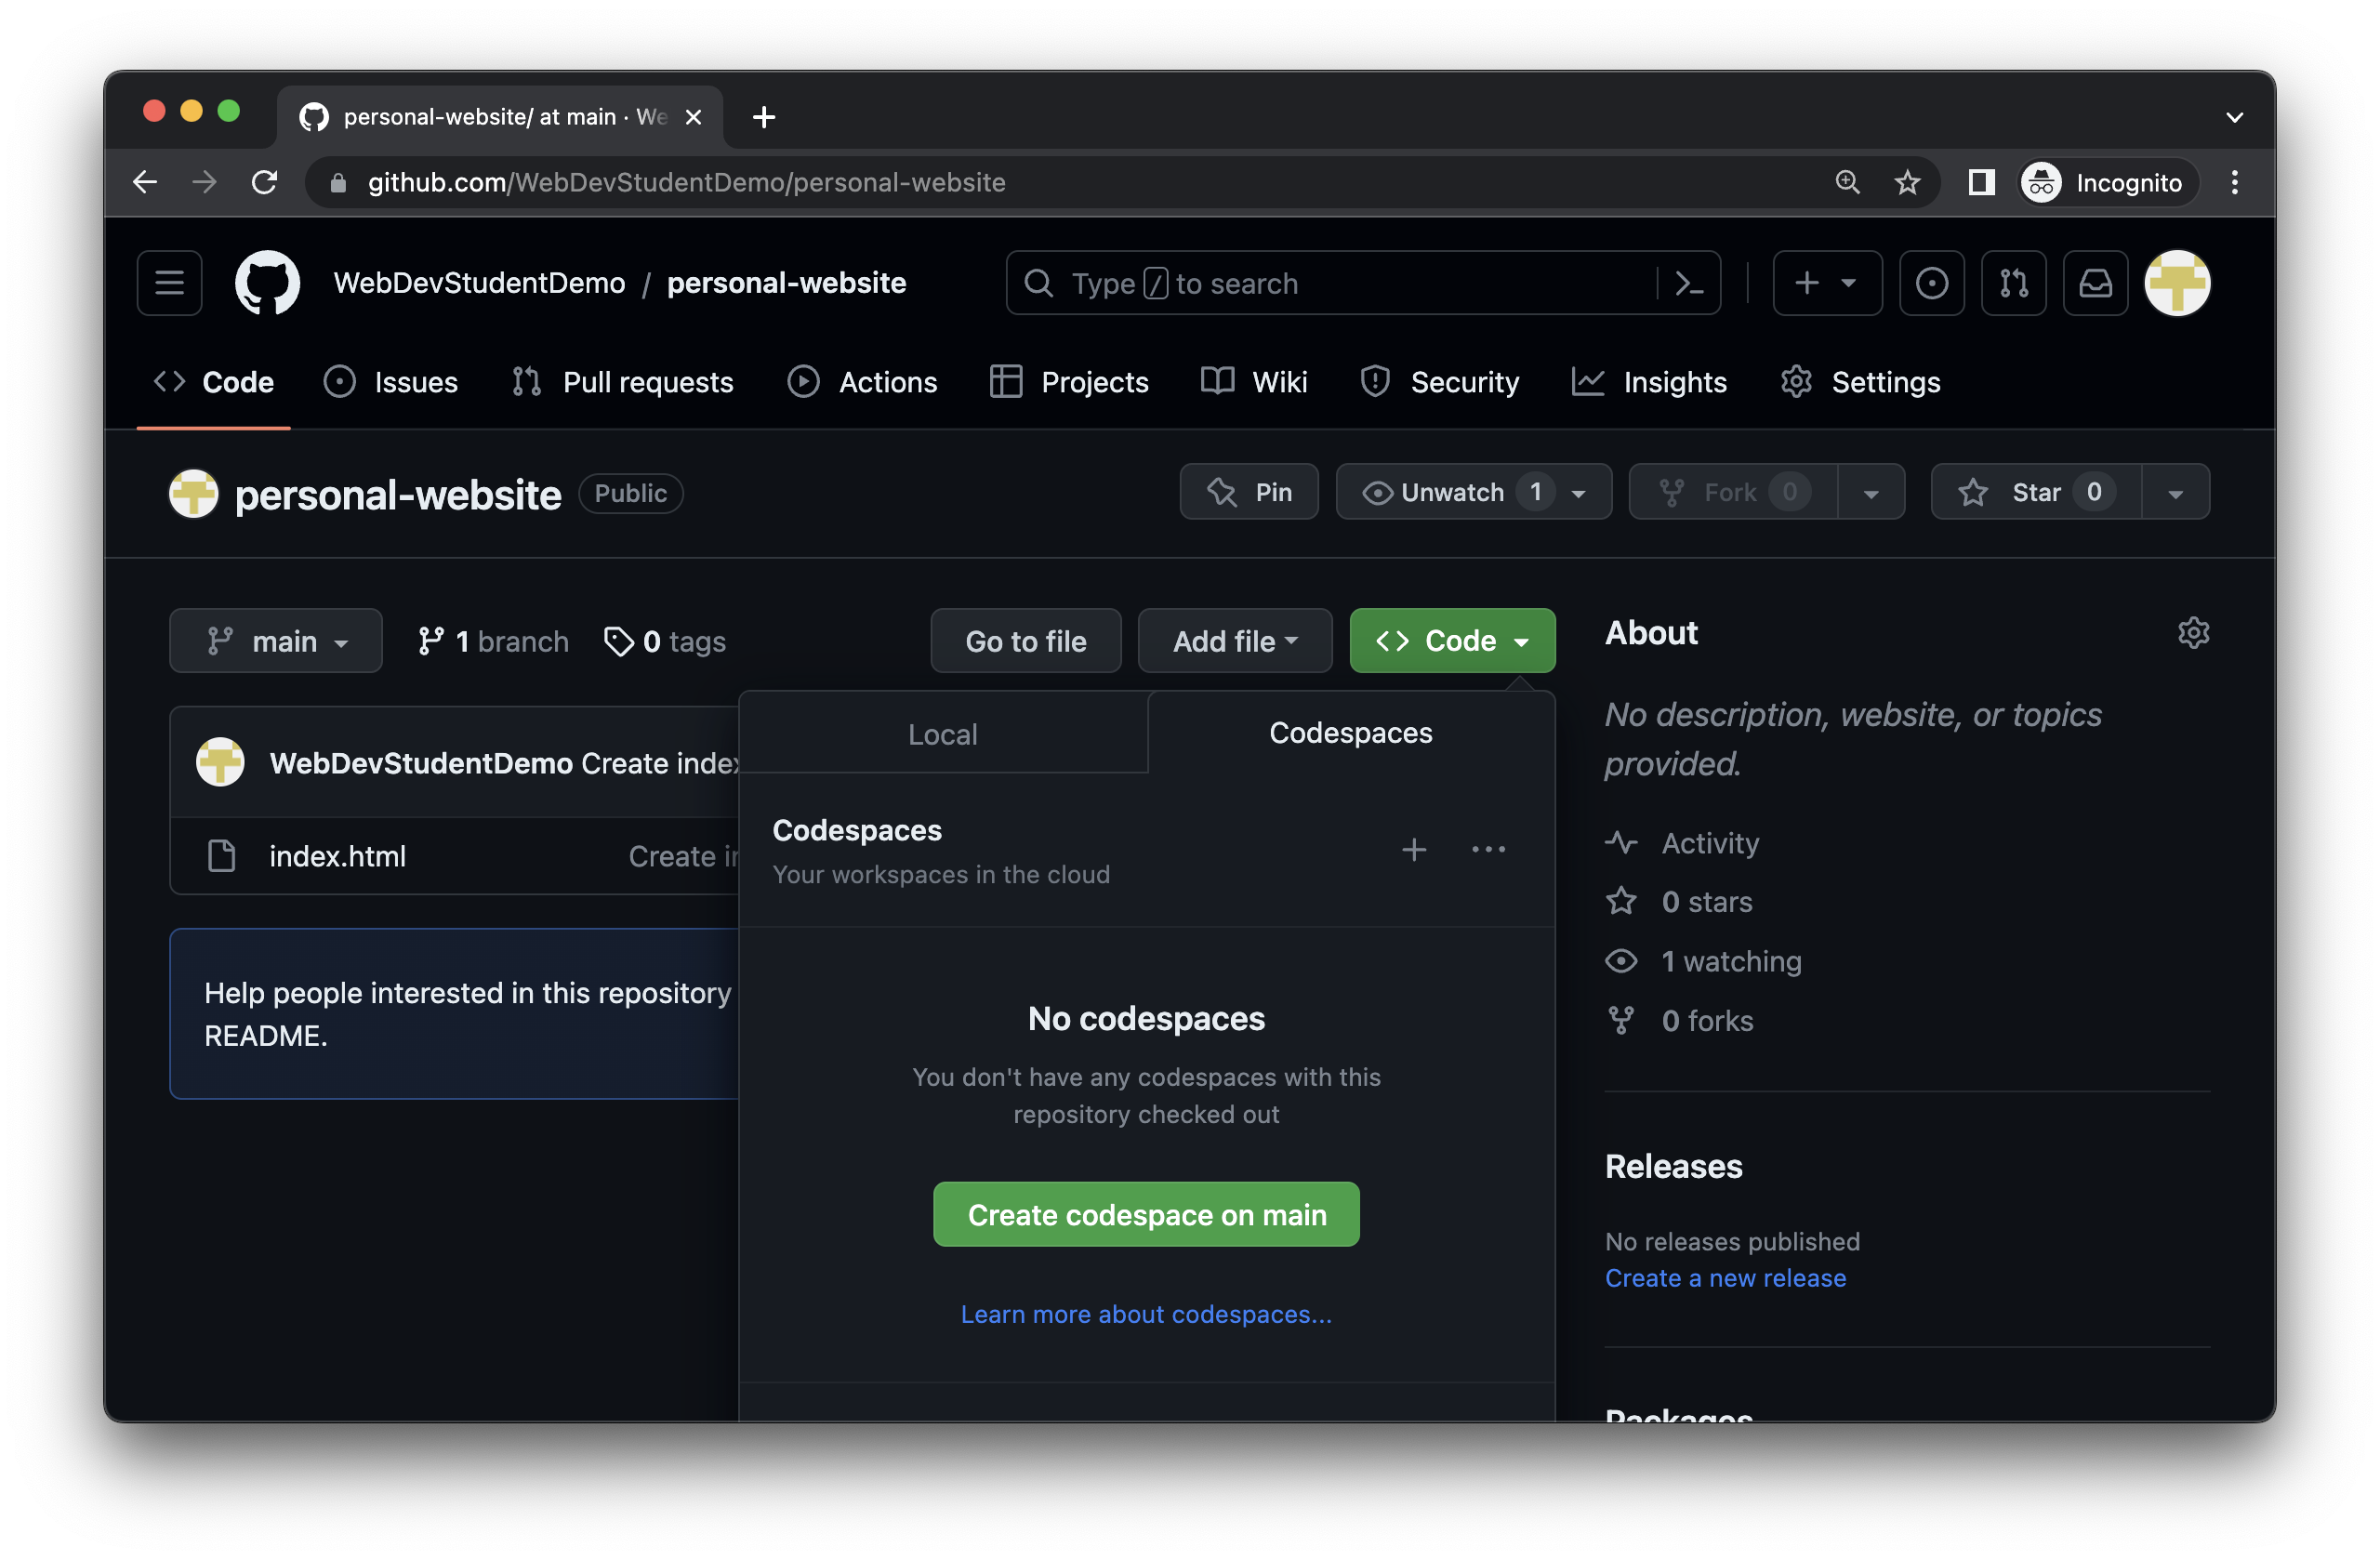 personal-website/ at main · We
github.com/WebDevStudentDemo/personal-website
Incognito
WebDevStudentDemo / personal-website
Type / to search
Code Issues Pull requests Actions Projects Wiki Security Insights Settings
personal-website Public
Pin Unwatch 1 Fork 0 Star 0
main 1 branch 0 tags Go to file Add file Code
WebDevStudentDemo Create index
index.html Create in
Help people interested in this repository
README.
Local Codespaces
Codespaces
Your workspaces in the cloud
No codespaces
You don't have any codespaces with this
repository checked out
Create codespace on main
Learn more about codespaces...
About
No description, website, or topics
provided.
Activity
0 stars
1 watching
0 forks
Releases
No releases published
Create a new release
Packages